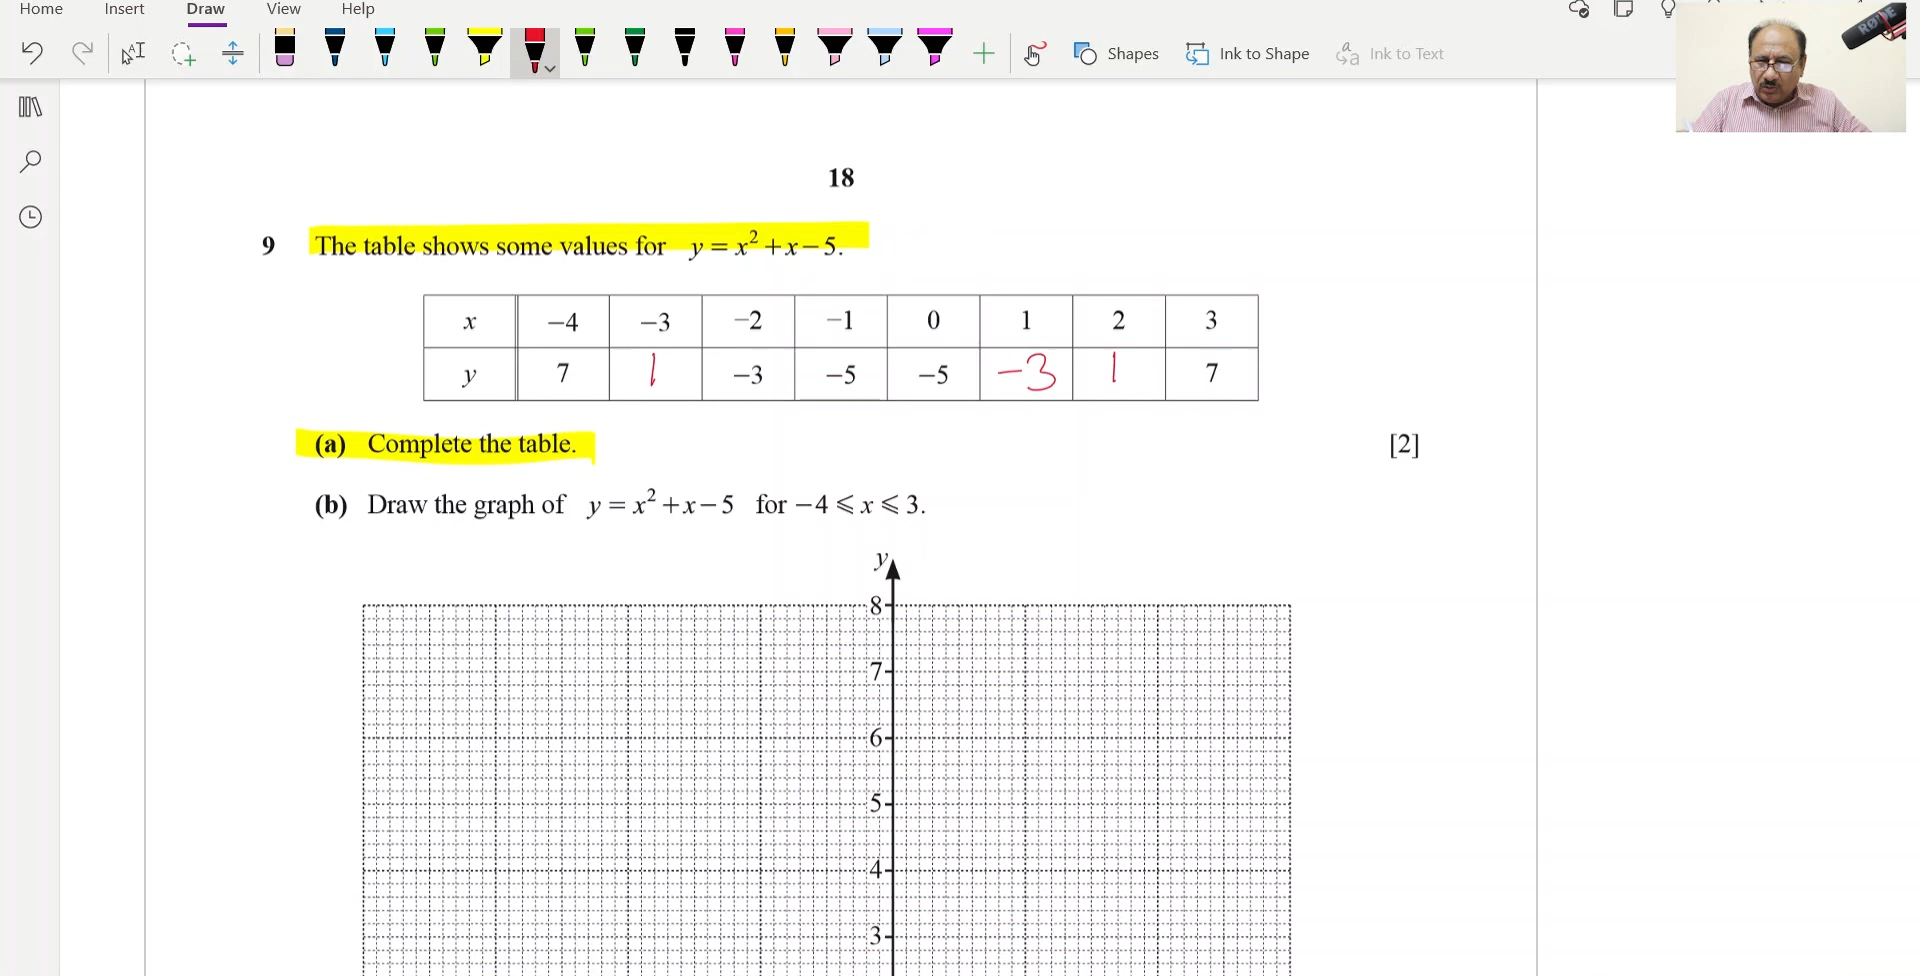 Home Insert Draw View Help
Shapes Ink to Shape Ink to Text
RØDE
18
9 The table shows some values for y = x² + x − 5.
x −4 −3 −2 −1 0 1 2 3
y 7 1 −3 −5 −5 −3 1 7
(a) Complete the table. [2]
(b) Draw the graph of y = x² + x − 5 for −4 ⩽ x ⩽ 3.
y
8
7
6
5
4
3